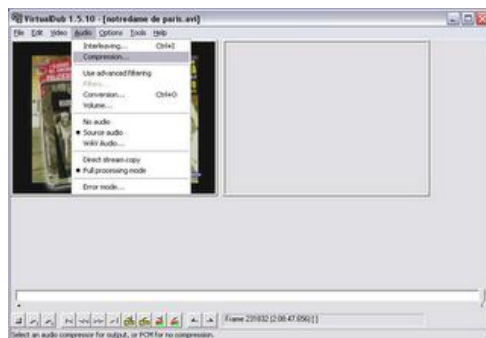 VirtualDub 1.5.10 - [notredame de paris.avi]
File Edit Video Audio Options Tools Help
Interleaving... Ctrl+I
Compression...
Use advanced filtering
Filters...
Conversion... Ctrl+O
Volume...
No audio
Source audio
WAV Audio...
Direct stream copy
Full processing mode
Error mode...
Frame 231832 (2:08:47.656) [ ]
Select an audio compressor for output, or PCM for no compression.